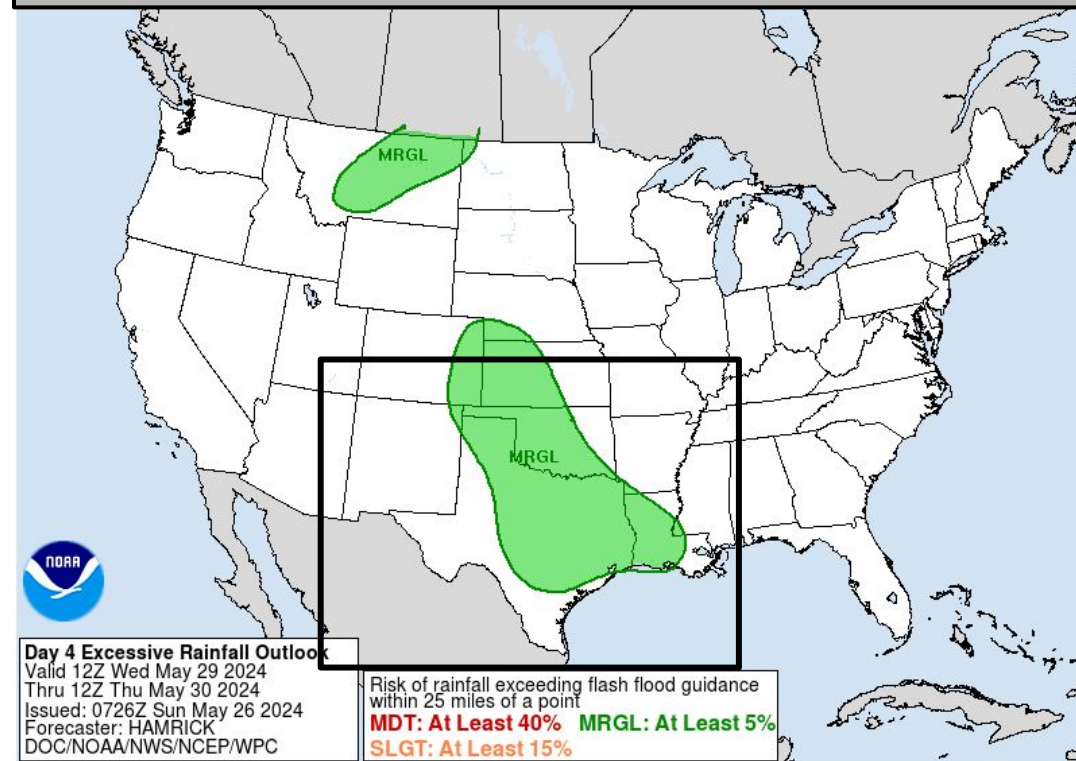 MRGL
MRGL
NOAA
Day 4 Excessive Rainfall Outlook
Valid 12Z Wed May 29 2024
Thru 12Z Thu May 30 2024
Issued: 0726Z Sun May 26 2024
Forecaster: HAMRICK
DOC/NOAA/NWS/NCEP/WPC
Risk of rainfall exceeding flash flood guidance
within 25 miles of a point
MDT: At Least 40% MRGL: At Least 5%
SLGT: At Least 15%